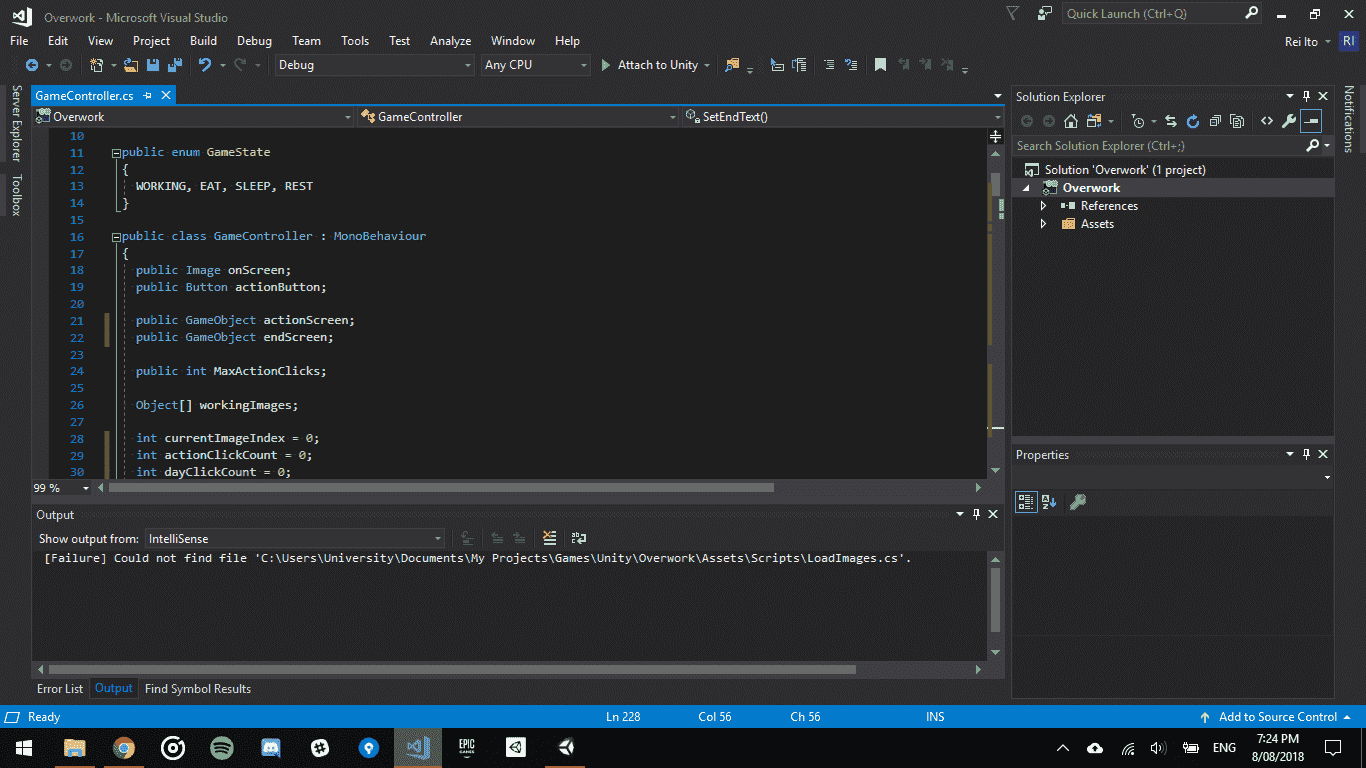 Overwork - Microsoft Visual Studio
Quick Launch (Ctrl+Q)
File Edit View Project Build Debug Team Tools Test Analyze Window Help
Rei Ito RI
Debug Any CPU Attach to Unity
Server Explorer
Toolbox
GameController.cs
Overwork GameController SetEndText()
10
11 public enum GameState
12 {
13 WORKING, EAT, SLEEP, REST
14 }
15
16 public class GameController : MonoBehaviour
17 {
18 public Image onScreen;
19 public Button actionButton;
20
21 public GameObject actionScreen;
22 public GameObject endScreen;
23
24 public int MaxActionClicks;
25
26 Object[] workingImages;
27
28 int currentImageIndex = 0;
29 int actionClickCount = 0;
30 int dayClickCount = 0;
99 %
Output
Show output from: IntelliSense
[Failure] Could not find file 'C:\Users\University\Documents\My Projects\Games\Unity\Overwork\Assets\Scripts\LoadImages.cs'.
Error List Output Find Symbol Results
Solution Explorer
Search Solution Explorer (Ctrl+;)
Solution 'Overwork' (1 project)
Overwork
References
Assets
Properties
Notifications
Ready Ln 228 Col 56 Ch 56 INS Add to Source Control
EPIC GAMES
ENG
7:24 PM
8/08/2018